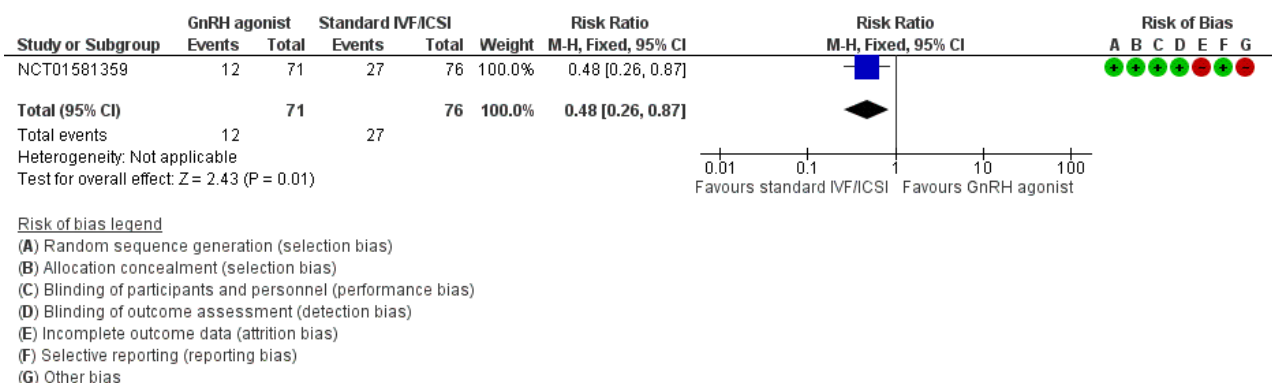 GnRH agonist Standard IVF/ICSI Risk Ratio Risk Ratio Risk of Bias
Study or Subgroup Events Total Events Total Weight M-H, Fixed, 95% CI M-H, Fixed, 95% CI A B C D E F G
NCT01581359 12 71 27 76 100.0% 0.48 [0.26, 0.87] + + + + - + -
Total (95% CI) 71 76 100.0% 0.48 [0.26, 0.87]
Total events 12 27
Heterogeneity: Not applicable
Test for overall effect: Z = 2.43 (P = 0.01)
0.01 0.1 1 10 100
Favours standard IVF/ICSI Favours GnRH agonist
Risk of bias legend
(A) Random sequence generation (selection bias)
(B) Allocation concealment (selection bias)
(C) Blinding of participants and personnel (performance bias)
(D) Blinding of outcome assessment (detection bias)
(E) Incomplete outcome data (attrition bias)
(F) Selective reporting (reporting bias)
(G) Other bias